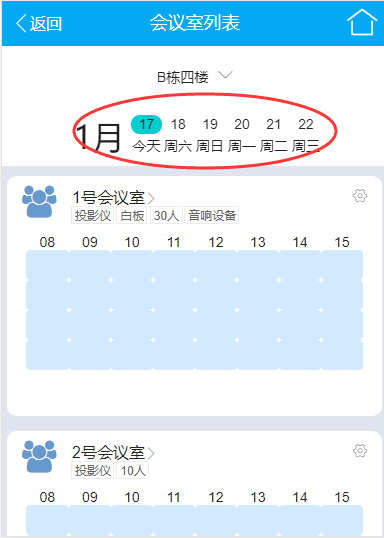 返回 会议室列表
B栋四楼
1月 17 18 19 20 21 22
今天 周六 周日 周一 周二 周三
1号会议室
投影仪 白板 30人 音响设备
08 09 10 11 12 13 14 15
2号会议室
投影仪 10人
08 09 10 11 12 13 14 15